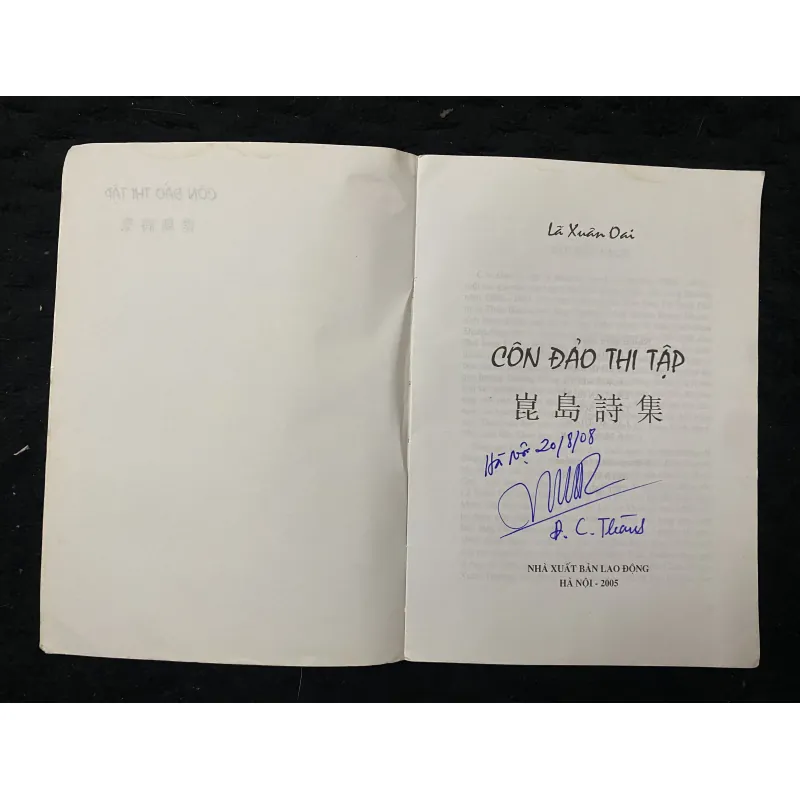 CÔN ĐẢO THI TẬP
崑島詩集
Lã Xuân Oai
CÔN ĐẢO THI TẬP
崑島詩集
Hà Nội 20/8/08
Đ. C. Thành
NHÀ XUẤT BẢN LAO ĐỘNG
HÀ NỘI - 2005